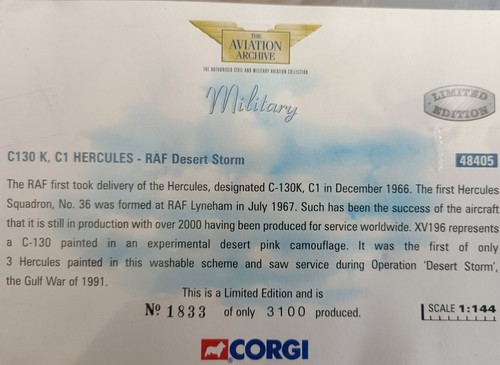 THE
AVIATION
ARCHIVE
THE AUTHORISED CIVIL AND MILITARY AVIATION COLLECTION
Military
LIMITED
EDITION
C130 K, C1 HERCULES - RAF Desert Storm
48405
The RAF first took delivery of the Hercules, designated C-130K, C1 in December 1966. The first Hercules
Squadron, No. 36 was formed at RAF Lyneham in July 1967. Such has been the success of the aircraft
that it is still in production with over 2000 having been produced for service worldwide. XV196 represents
a C-130 painted in an experimental desert pink camouflage. It was the first of only
3 Hercules painted in this washable scheme and saw service during Operation 'Desert Storm',
the Gulf War of 1991.
This is a Limited Edition and is
Nº 1833 of only 3100 produced.
SCALE 1:144
CORGI